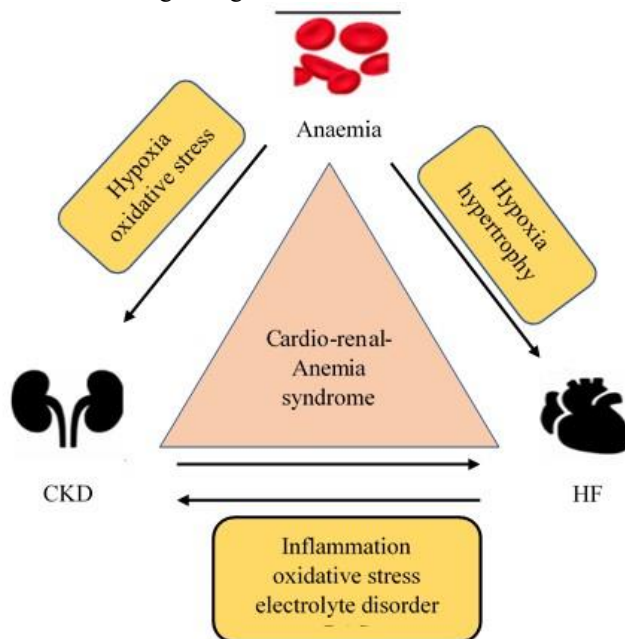 Anaemia
Hypoxia
oxidative stress
Hypoxia
hypertrophy
Cardio-renal-
Anemia
syndrome
CKD
HF
Inflammation
oxidative stress
electrolyte disorder